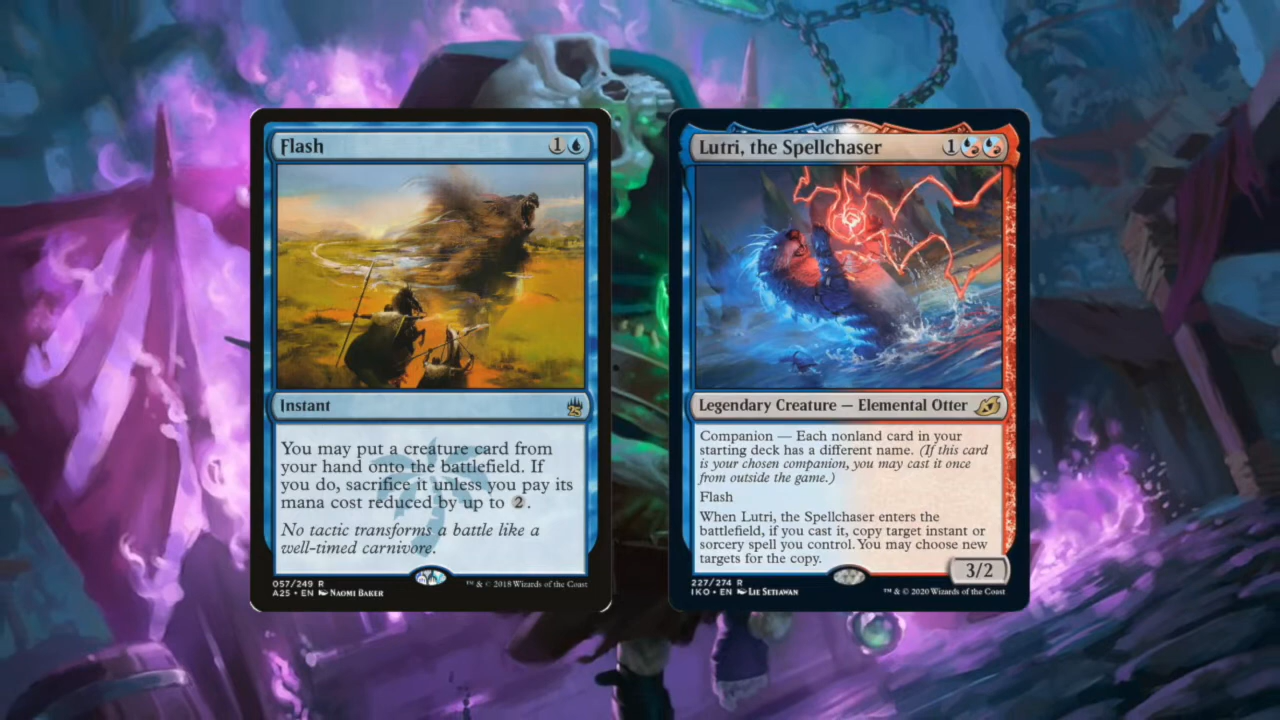 Flash 1
Instant
You may put a creature card from
your hand onto the battlefield. If
you do, sacrifice it unless you pay its
mana cost reduced by up to 2.
No tactic transforms a battle like a
well-timed carnivore.
057/249 R
A25 • EN Naomi Baker
™ & © 2018 Wizards of the Coast
Lutri, the Spellchaser 1
Legendary Creature — Elemental Otter
Companion — Each nonland card in your
starting deck has a different name. (If this card
is your chosen companion, you may cast it once
from outside the game.)
Flash
When Lutri, the Spellchaser enters the
battlefield, if you cast it, copy target instant or
sorcery spell you control. You may choose new
targets for the copy.
3/2
227/274 R
IKO • EN Lie Setiawan
™ & © 2020 Wizards of the Coast